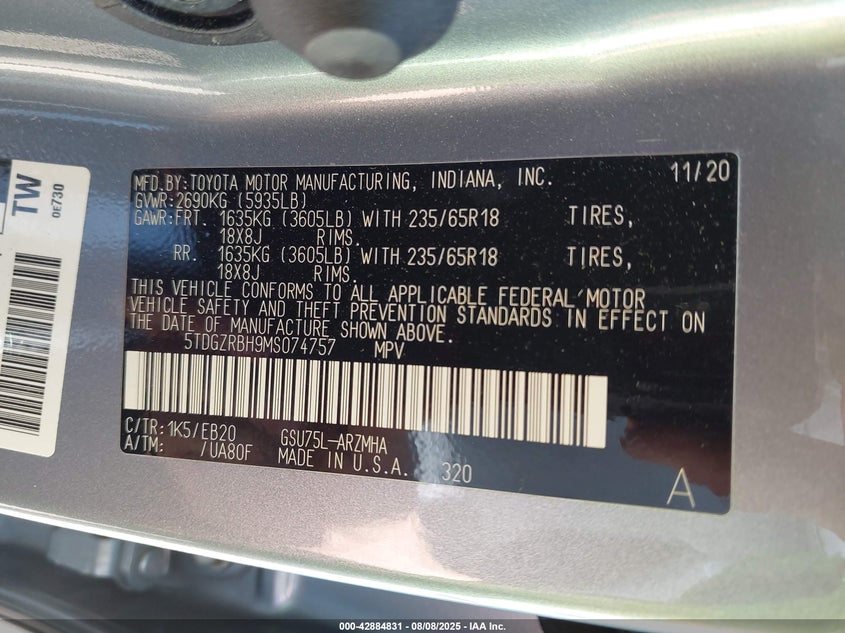 TW
0E730
MFD.BY:TOYOTA MOTOR MANUFACTURING, INDIANA, INC. 11/20
GVWR:2690KG (5935LB)
GAWR:FRT. 1635KG (3605LB) WITH 235/65R18 TIRES,
18X8J RIMS.
RR. 1635KG (3605LB) WITH 235/65R18 TIRES,
18X8J RIMS.
THIS VEHICLE CONFORMS TO ALL APPLICABLE FEDERAL MOTOR
VEHICLE SAFETY AND THEFT PREVENTION STANDARDS IN EFFECT ON
THE DATE OF MANUFACTURE SHOWN ABOVE.
5TDGZRBH9MS074757 MPV
C/TR:1K5/EB20 GSU75L-ARZMHA
A/TM: /UA80F MADE IN U.S.A. 320
A
000-42884831 - 08/08/2025 - IAA Inc.